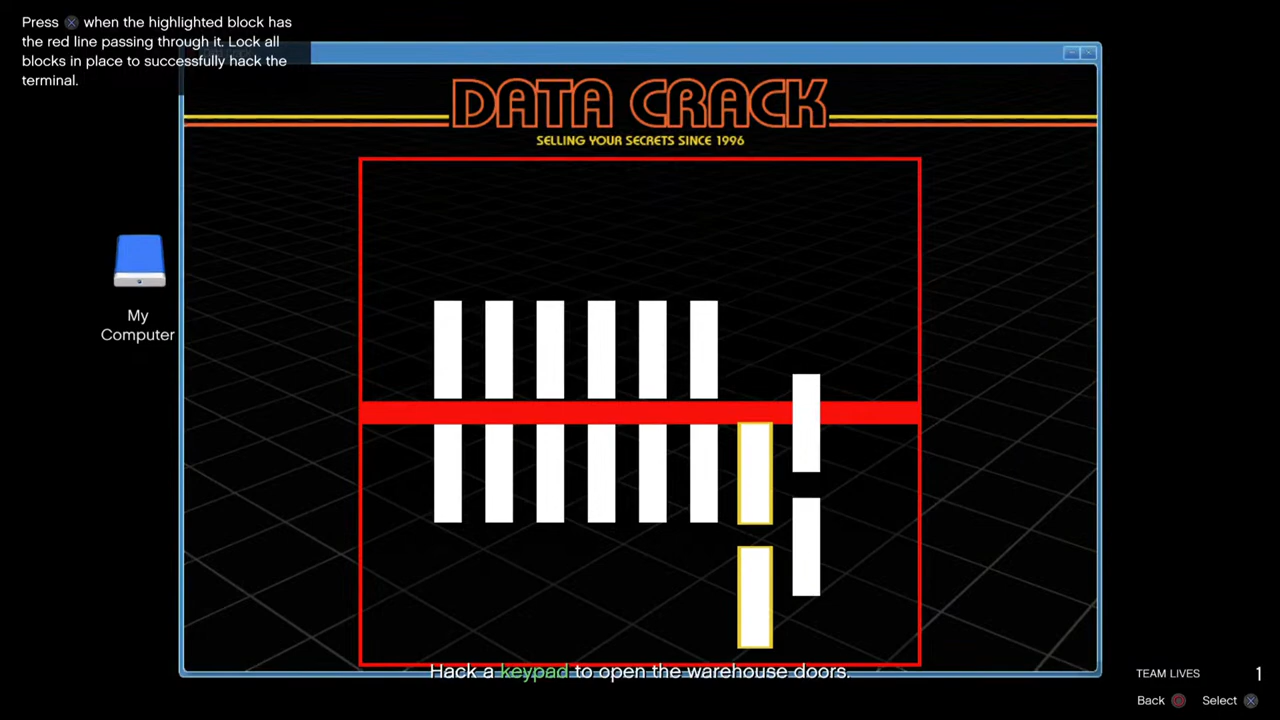 Press when the highlighted block has
the red line passing through it. Lock all
blocks in place to successfully hack the
terminal.
DATA CRACK
SELLING YOUR SECRETS SINCE 1996
My
Computer
Hack a keypad to open the warehouse doors.
TEAM LIVES 1
Back Select